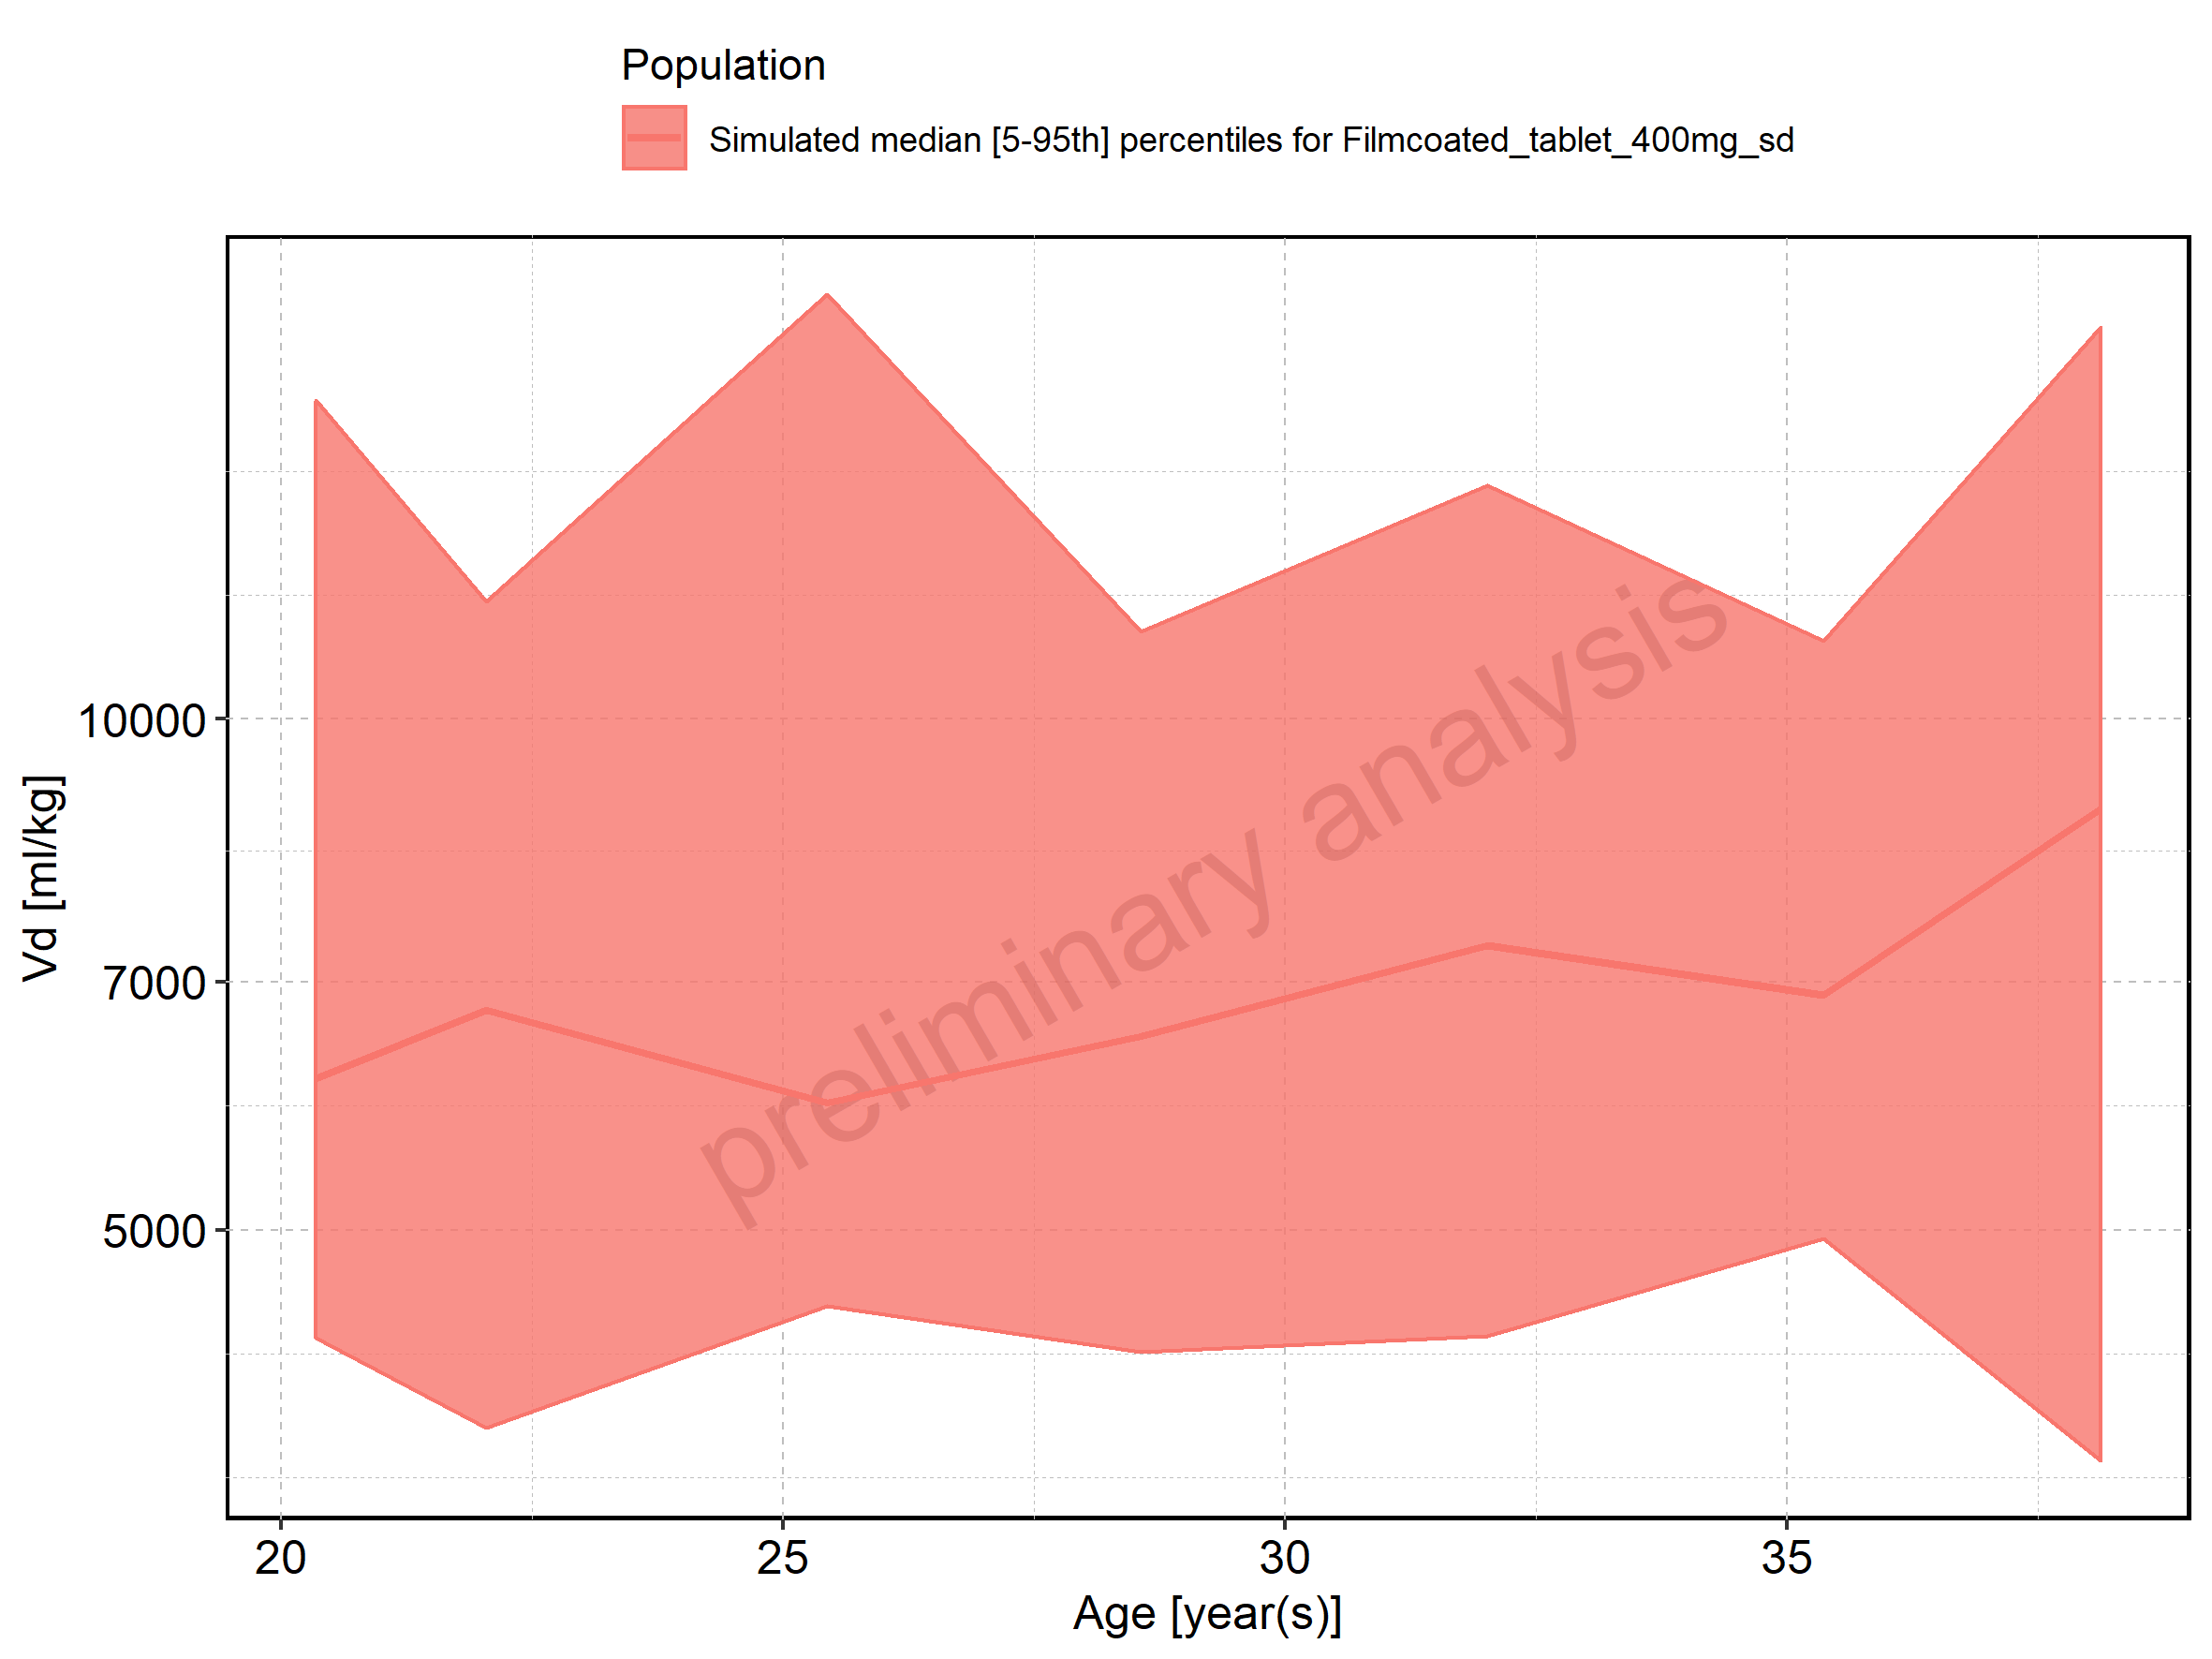 Population
Simulated median [5-95th] percentiles for Filmcoated_tablet_400mg_sd
10000
7000
5000
Vd [ml/kg]
preliminary analysis
20 25 30 35
Age [year(s)]